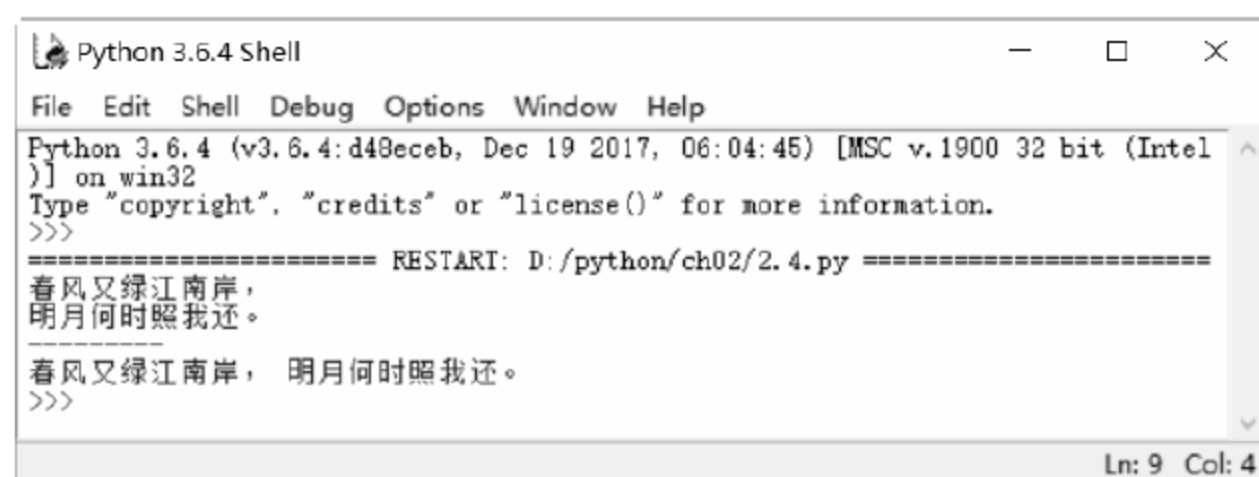 Python 3.6.4 Shell
File Edit Shell Debug Options Window Help
Python 3.6.4 (v3.6.4:d48eceb, Dec 19 2017, 06:04:45) [MSC v.1900 32 bit (Intel
)] on win32
Type "copyright", "credits" or "license()" for more information.
>>>
======================= RESTART: D:/python/ch02/2.4.py =======================
春风又绿江南岸，
明月何时照我还。
---------
春风又绿江南岸， 明月何时照我还。
>>>
Ln: 9 Col: 4